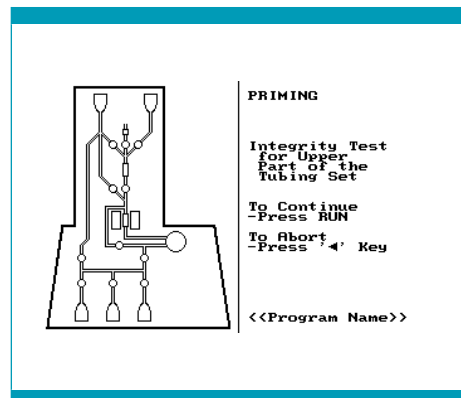 PRIMING
Integrity Test
for Upper
Part of the
Tubing Set
To Continue
-Press RUN
To Abort
-Press '◄' Key
<<Program Name>>